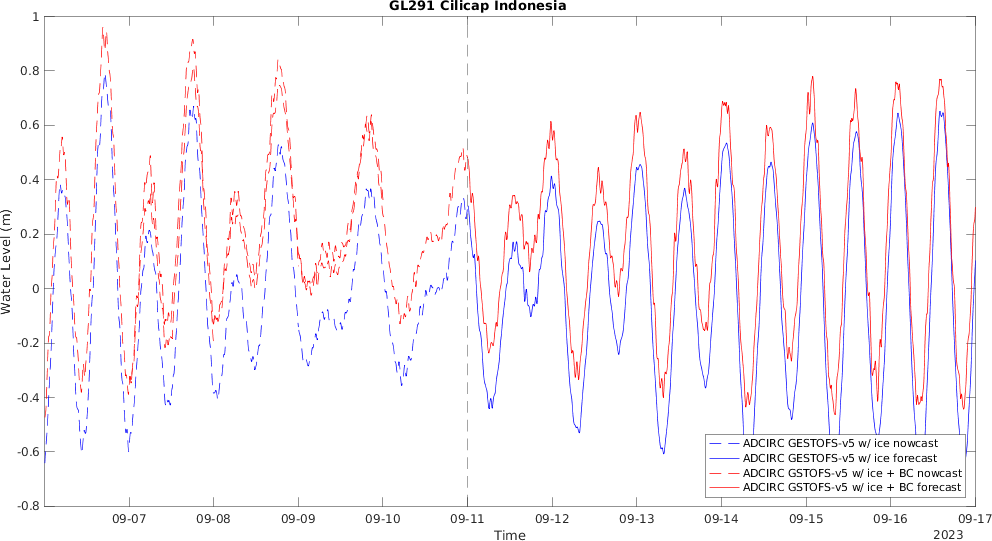 GL291 Cilicap Indonesia
Water Level (m)
1
0.8
0.6
0.4
0.2
0
-0.2
-0.4
-0.6
-0.8
ADCIRC GESTOFS-v5 w/ ice nowcast
ADCIRC GESTOFS-v5 w/ ice forecast
ADCIRC GSTOFS-v5 w/ ice + BC nowcast
ADCIRC GSTOFS-v5 w/ ice + BC forecast
09-07 09-08 09-09 09-10 09-11 09-12 09-13 09-14 09-15 09-16 09-17
Time
2023